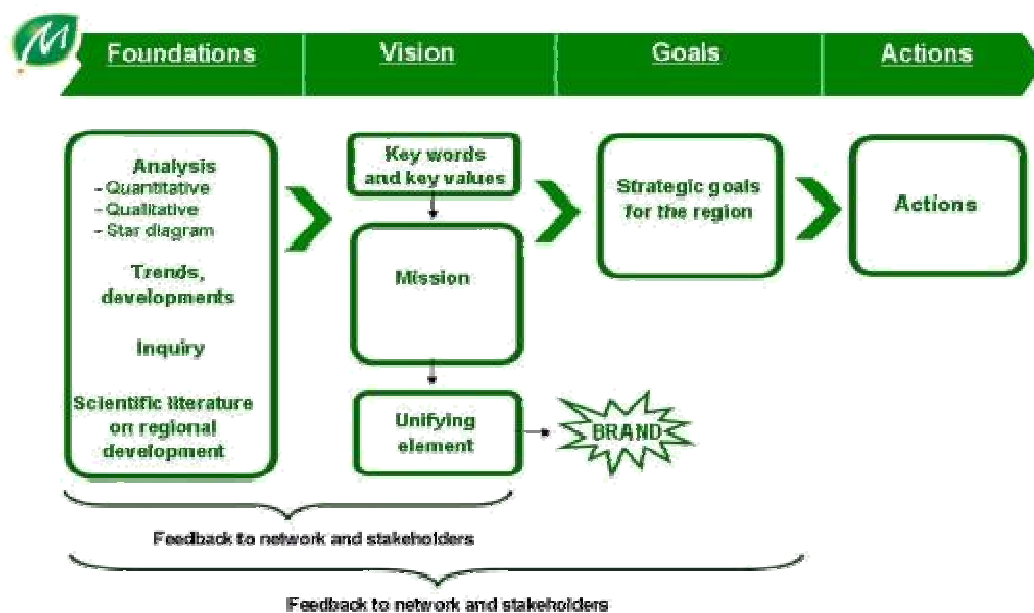 M
Foundations
Vision
Goals
Actions
Analysis
– Quantitative
– Qualitative
– Star diagram
Trends,
developments
Inquiry
Scientific literature
on regional
development
Key words
and key values
Mission
Unifying
element
BRAND
Strategic goals
for the region
Actions
Feedback to network and stakeholders
Feedback to network and stakeholders